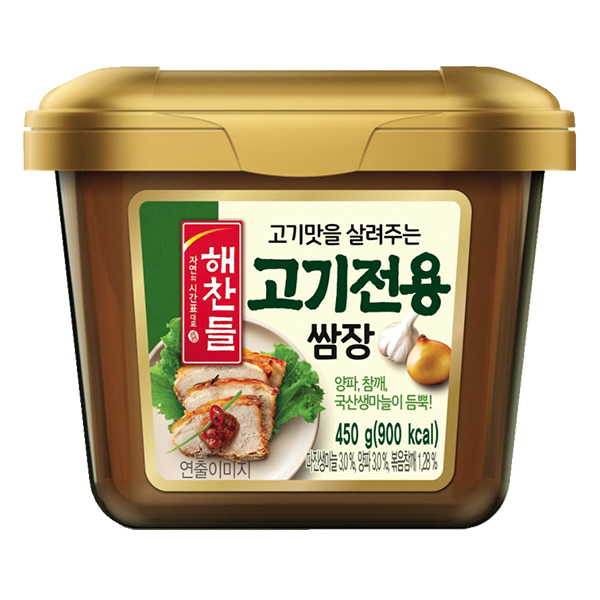 고기맛을 살려주는
고기전용
쌈장
해찬들
자연의 시간표대로
양파, 참깨,
국산생마늘이 듬뿍!
450 g(900 kcal)
다진생마늘 3.0%, 양파 3.0%, 볶음참깨 1.28%
연출이미지